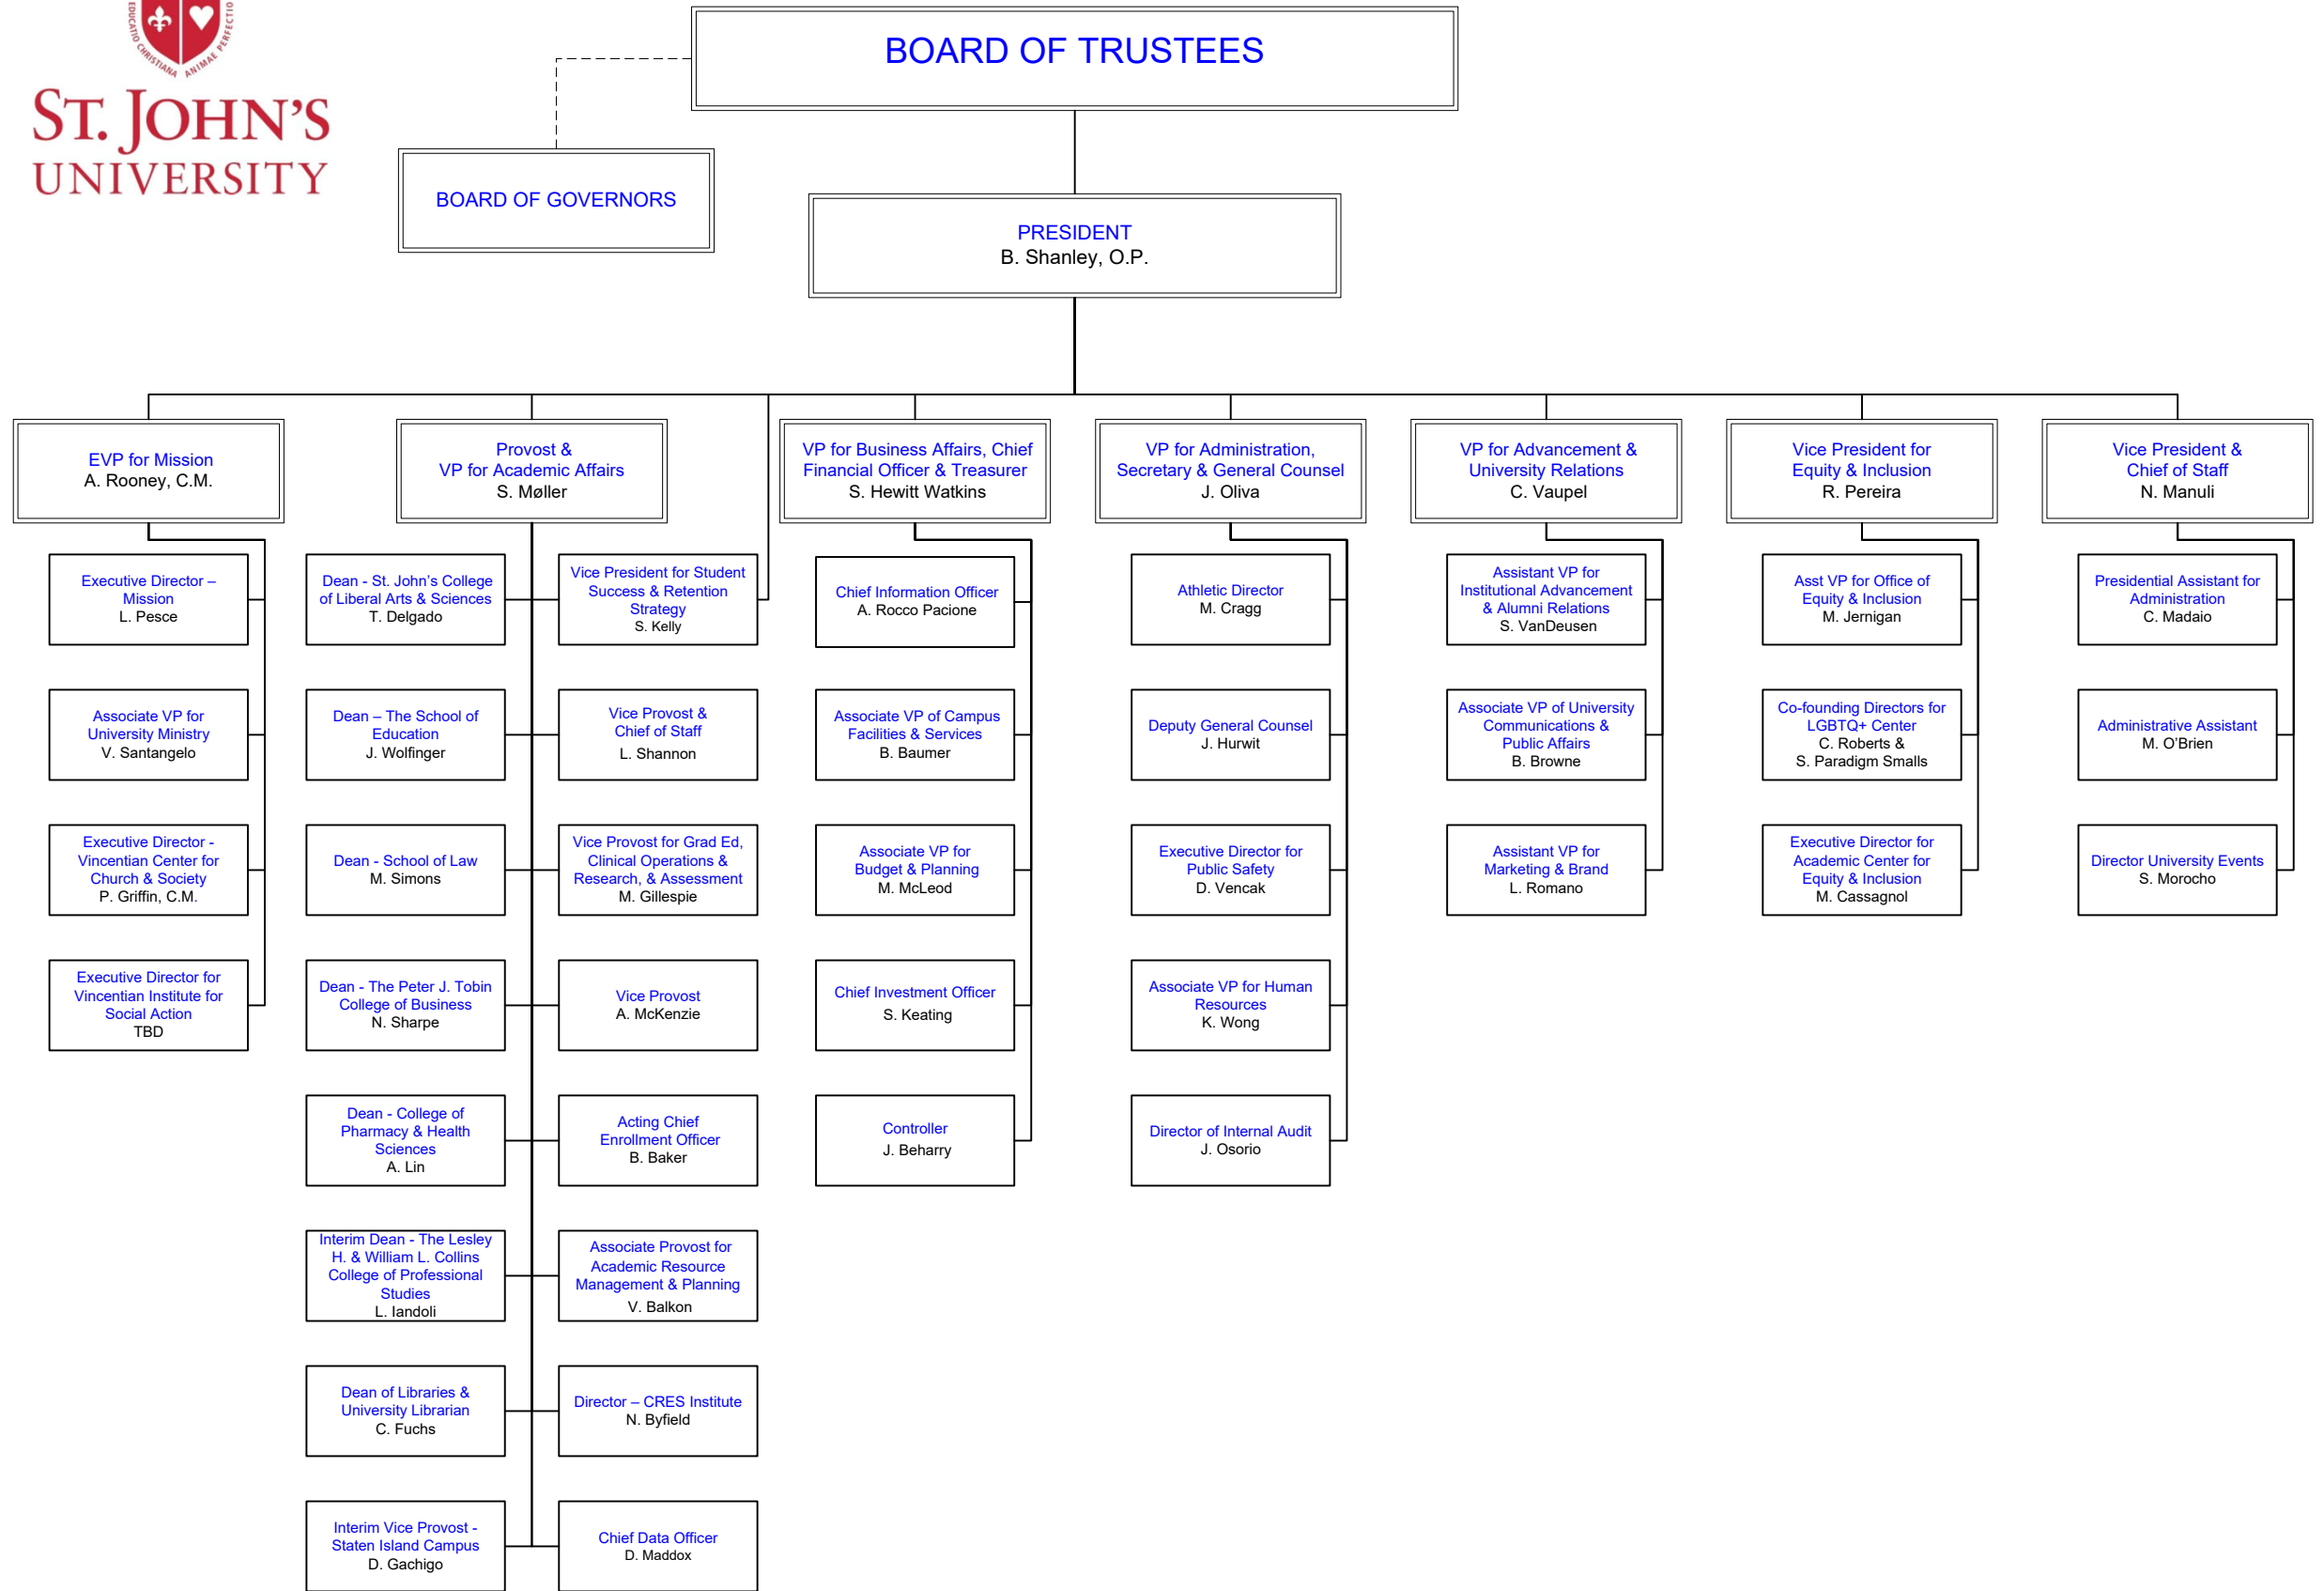 EDUCATIO CHRISTIANA ANIMAE PERFECTIO
ST. JOHN'S
UNIVERSITY
BOARD OF TRUSTEES
BOARD OF GOVERNORS
PRESIDENT
B. Shanley, O.P.
EVP for Mission
A. Rooney, C.M.
Executive Director –
Mission
L. Pesce
Associate VP for
University Ministry
V. Santangelo
Executive Director -
Vincentian Center for
Church & Society
P. Griffin, C.M.
Executive Director for
Vincentian Institute for
Social Action
TBD
Provost &
VP for Academic Affairs
S. Møller
Dean - St. John's College
of Liberal Arts & Sciences
T. Delgado
Dean – The School of
Education
J. Wolfinger
Dean - School of Law
M. Simons
Dean - The Peter J. Tobin
College of Business
N. Sharpe
Dean - College of
Pharmacy & Health
Sciences
A. Lin
Interim Dean - The Lesley
H. & William L. Collins
College of Professional
Studies
L. Iandoli
Dean of Libraries &
University Librarian
C. Fuchs
Interim Vice Provost -
Staten Island Campus
D. Gachigo
Vice President for Student
Success & Retention
Strategy
S. Kelly
Vice Provost &
Chief of Staff
L. Shannon
Vice Provost for Grad Ed,
Clinical Operations &
Research, & Assessment
M. Gillespie
Vice Provost
A. McKenzie
Acting Chief
Enrollment Officer
B. Baker
Associate Provost for
Academic Resource
Management & Planning
V. Balkon
Director – CRES Institute
N. Byfield
Chief Data Officer
D. Maddox
VP for Business Affairs, Chief
Financial Officer & Treasurer
S. Hewitt Watkins
Chief Information Officer
A. Rocco Pacione
Associate VP of Campus
Facilities & Services
B. Baumer
Associate VP for
Budget & Planning
M. McLeod
Chief Investment Officer
S. Keating
Controller
J. Beharry
VP for Administration,
Secretary & General Counsel
J. Oliva
Athletic Director
M. Cragg
Deputy General Counsel
J. Hurwit
Executive Director for
Public Safety
D. Vencak
Associate VP for Human
Resources
K. Wong
Director of Internal Audit
J. Osorio
VP for Advancement &
University Relations
C. Vaupel
Assistant VP for
Institutional Advancement
& Alumni Relations
S. VanDeusen
Associate VP of University
Communications &
Public Affairs
B. Browne
Assistant VP for
Marketing & Brand
L. Romano
Vice President for
Equity & Inclusion
R. Pereira
Asst VP for Office of
Equity & Inclusion
M. Jernigan
Co-founding Directors for
LGBTQ+ Center
C. Roberts &
S. Paradigm Smalls
Executive Director for
Academic Center for
Equity & Inclusion
M. Cassagnol
Vice President &
Chief of Staff
N. Manuli
Presidential Assistant for
Administration
C. Madaio
Administrative Assistant
M. O'Brien
Director University Events
S. Morocho